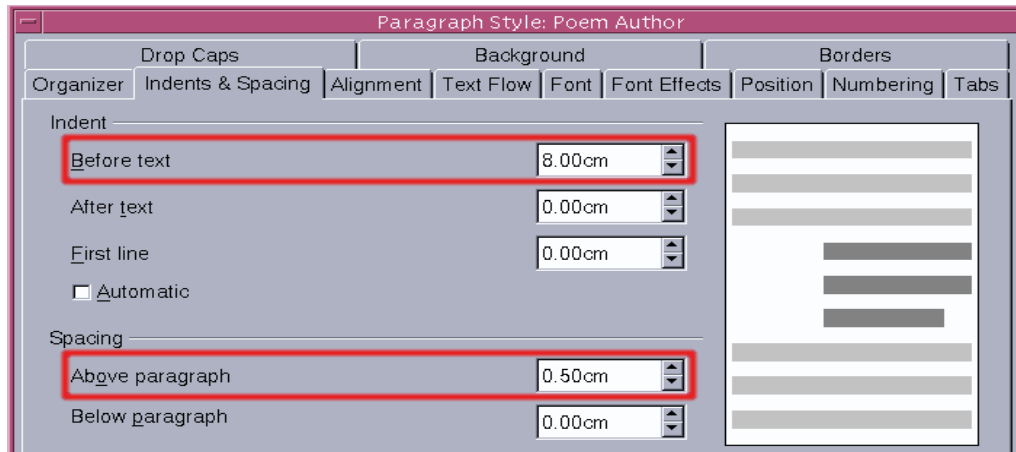 Paragraph Style: Poem Author
Drop Caps Background Borders
Organizer Indents & Spacing Alignment Text Flow Font Font Effects Position Numbering Tabs
Indent
Before text 8.00cm
After text 0.00cm
First line 0.00cm
Automatic
Spacing
Above paragraph 0.50cm
Below paragraph 0.00cm